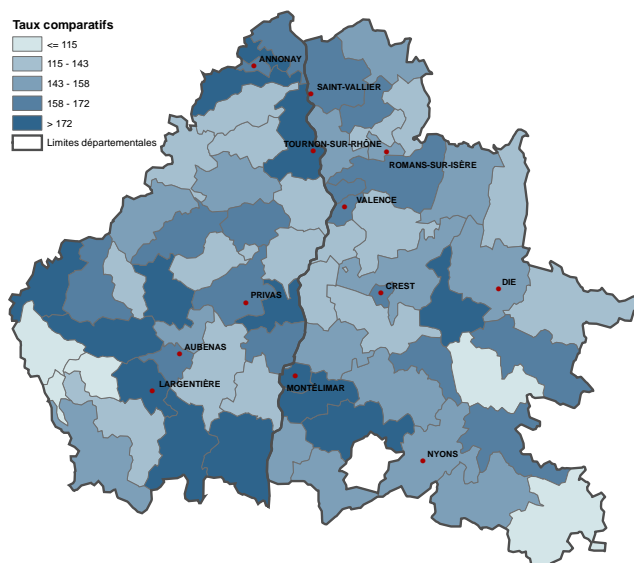 Taux comparatifs
<= 115
115 - 143
143 - 158
158 - 172
> 172
Limites départementales
ANNONAY
SAINT-VALLIER
TOURNON-SUR-RHÔNE
ROMANS-SUR-ISÈRE
VALENCE
PRIVAS
CREST
DIE
AUBENAS
LARGENTIÈRE
MONTÉLIMAR
NYONS